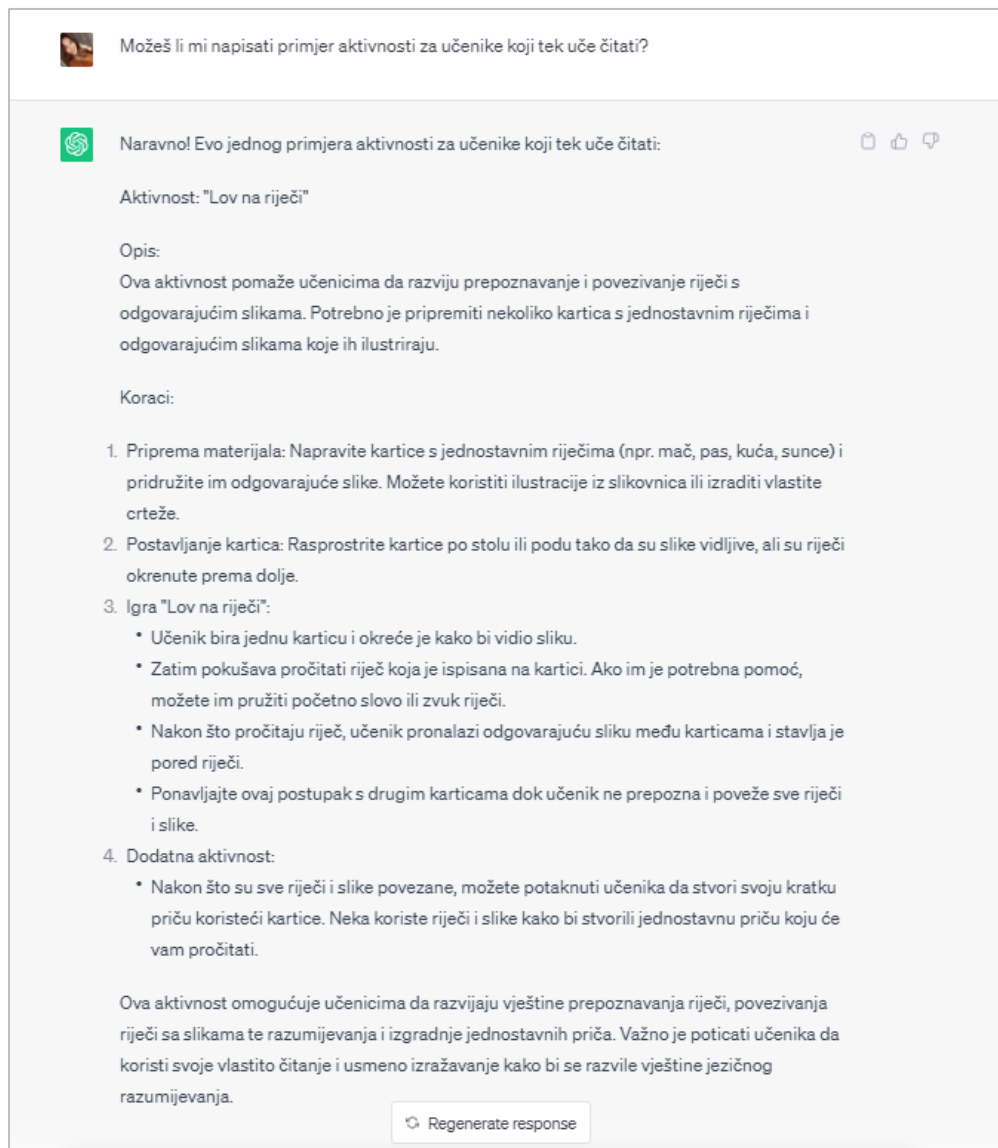 Možeš li mi napisati primjer aktivnosti za učenike koji tek uče čitati?
Naravno! Evo jednog primjera aktivnosti za učenike koji tek uče čitati:
Aktivnost: "Lov na riječi"
Opis:
Ova aktivnost pomaže učenicima da razviju prepoznavanje i povezivanje riječi s
odgovarajućim slikama. Potrebno je pripremiti nekoliko kartica s jednostavnim riječima i
odgovarajućim slikama koje ih ilustriraju.
Koraci:
1. Priprema materijala: Napravite kartice s jednostavnim riječima (npr. mač, pas, kuća, sunce) i
pridružite im odgovarajuće slike. Možete koristiti ilustracije iz slikovnica ili izraditi vlastite
crteže.
2. Postavljanje kartica: Rasprostrite kartice po stolu ili podu tako da su slike vidljive, ali su riječi
okrenute prema dolje.
3. Igra "Lov na riječi":
• Učenik bira jednu karticu i okreće je kako bi vidio sliku.
• Zatim pokušava pročitati riječ koja je ispisana na kartici. Ako im je potrebna pomoć,
možete im pružiti početno slovo ili zvuk riječi.
• Nakon što pročitaju riječ, učenik pronalazi odgovarajuću sliku među karticama i stavlja je
pored riječi.
• Ponavljajte ovaj postupak s drugim karticama dok učenik ne prepozna i poveže sve riječi
i slike.
4. Dodatna aktivnost:
• Nakon što su sve riječi i slike povezane, možete potaknuti učenika da stvori svoju kratku
priču koristeći kartice. Neka koriste riječi i slike kako bi stvorili jednostavnu priču koju će
vam pročitati.
Ova aktivnost omogućuje učenicima da razvijaju vještine prepoznavanja riječi, povezivanja
riječi sa slikama te razumijevanja i izgradnje jednostavnih priča. Važno je poticati učenika da
koristi svoje vlastito čitanje i usmeno izražavanje kako bi se razvile vještine jezičnog
razumijevanja.
Regenerate response